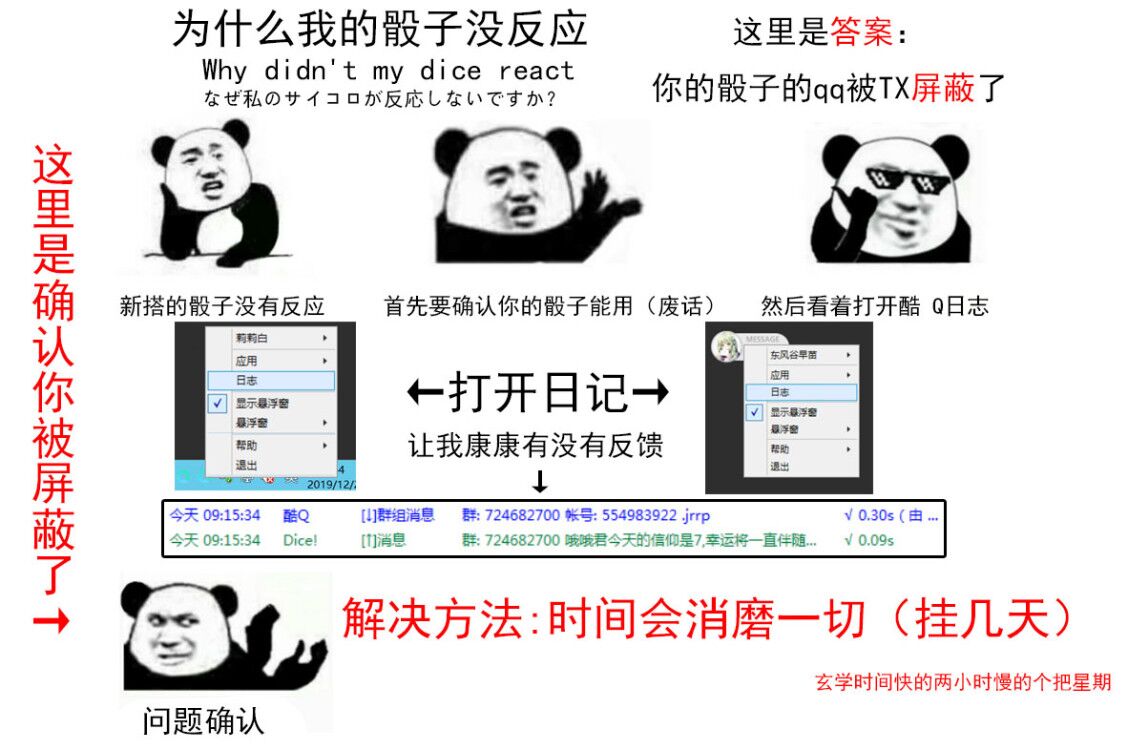 为什么我的骰子没反应
Why didn't my dice react
なぜ私のサイコロが反応しないですか？
这里是答案：
你的骰子的qq被TX屏蔽了
这里是确认你被屏蔽了→
新搭的骰子没有反应
首先要确认你的骰子能用（废话）
然后看着打开酷 Q日志
莉莉白
应用
日志
√ 显示悬浮窗
悬浮窗
帮助
退出
2019/12/
←打开日记→
让我康康有没有反馈
↓
MESSAGE
东风谷早苗
应用
日志
√ 显示悬浮窗
悬浮窗
帮助
退出
今天 09:15:34 酷Q [↓]群组消息 群: 724682700 帐号: 554983922 .jrrp √ 0.30s（由 ...
今天 09:15:34 Dice! [↑]消息 群: 724682700 哦哦君今天的信仰是7,幸运将一直伴随... √ 0.09s
解决方法:时间会消磨一切（挂几天）
玄学时间快的两小时慢的个把星期
问题确认